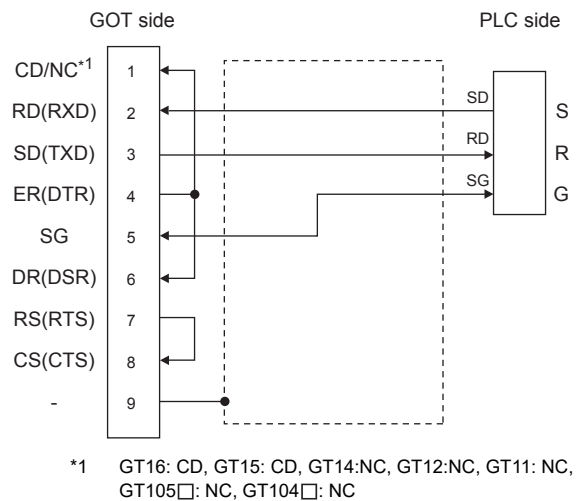 GOT side PLC side
CD/NC*1 1
RD(RXD) 2 SD S
SD(TXD) 3 RD R
ER(DTR) 4 SG G
SG 5
DR(DSR) 6
RS(RTS) 7
CS(CTS) 8
- 9
*1 GT16: CD, GT15: CD, GT14:NC, GT12:NC, GT11: NC,
GT105□: NC, GT104□: NC